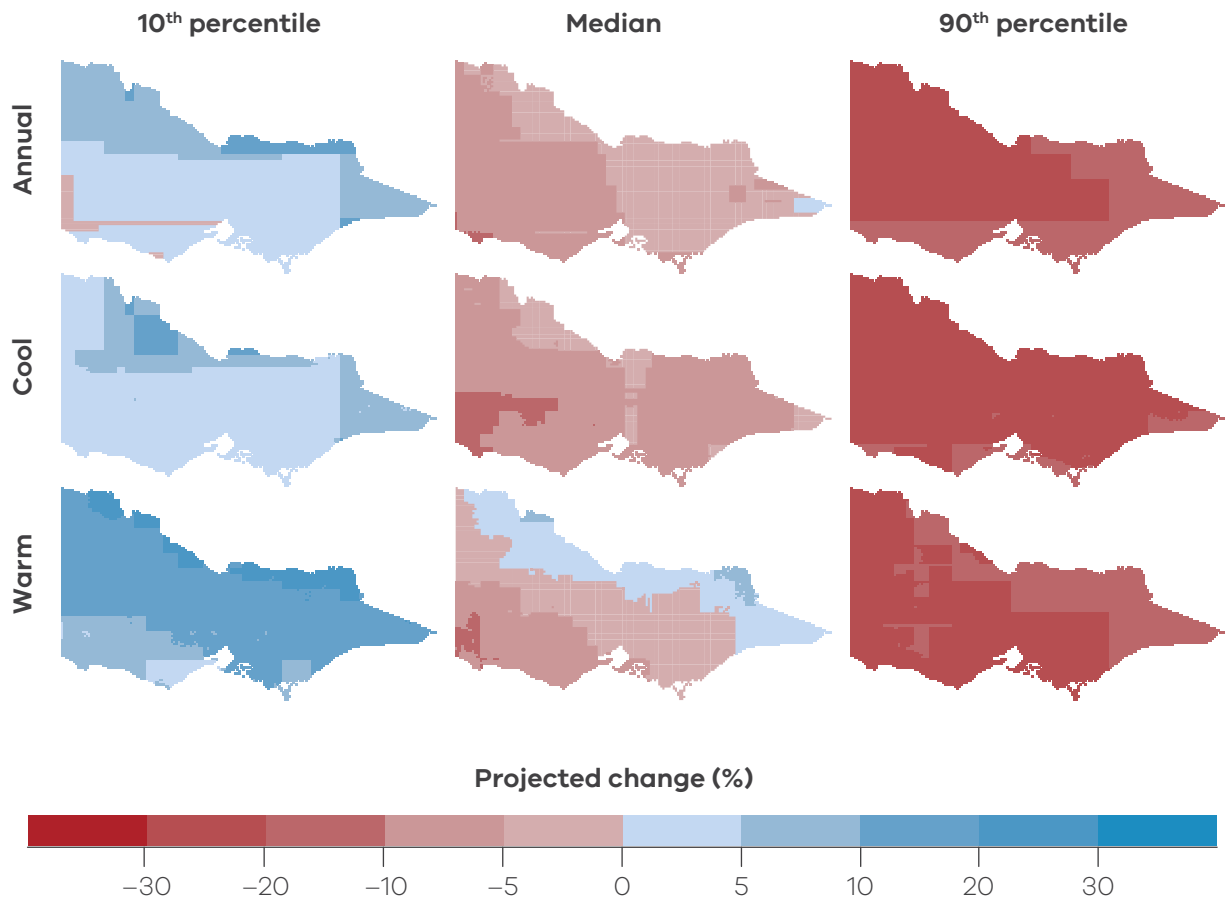 10th percentile Median 90th percentile
Annual
Cool
Warm
Projected change (%)
–30 –20 –10 –5 0 5 10 20 30